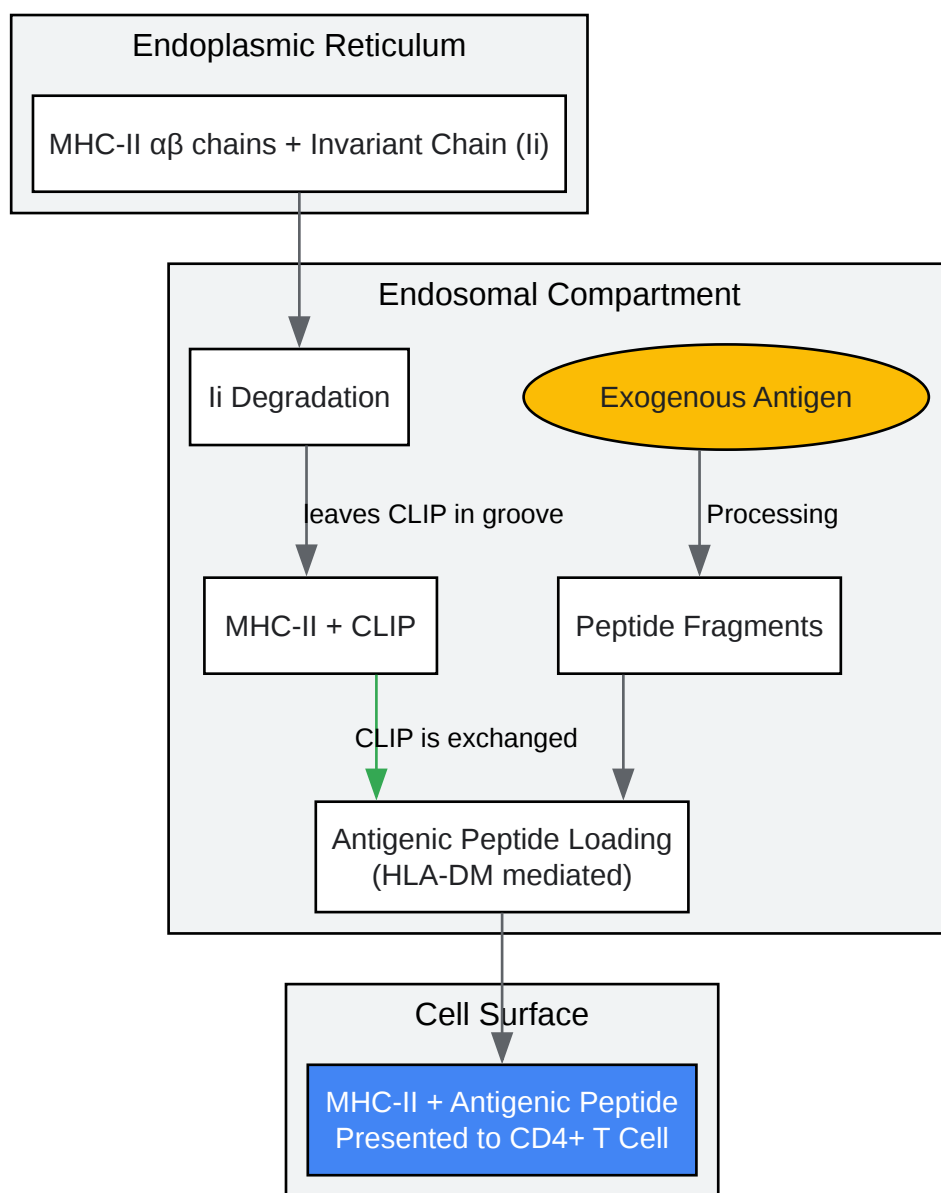 Endoplasmic Reticulum
MHC-II αβ chains + Invariant Chain (Ii)
Endosomal Compartment
Ii Degradation
Exogenous Antigen
leaves CLIP in groove
Processing
MHC-II + CLIP
Peptide Fragments
CLIP is exchanged
Antigenic Peptide Loading
(HLA-DM mediated)
Cell Surface
MHC-II + Antigenic Peptide
Presented to CD4+ T Cell